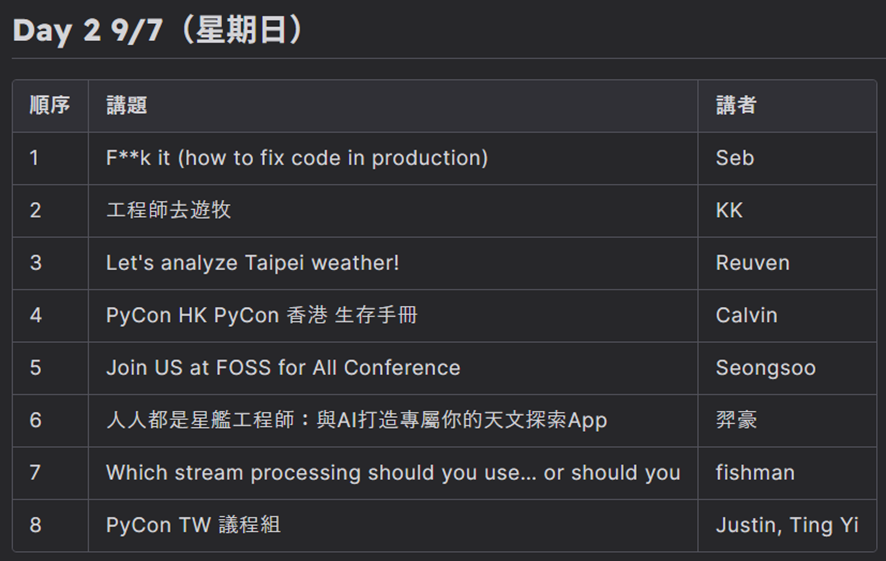 Day 2 9/7（星期日）
順序 講題 講者
1 F**k it (how to fix code in production) Seb
2 工程師去遊牧 KK
3 Let's analyze Taipei weather! Reuven
4 PyCon HK PyCon 香港 生存手冊 Calvin
5 Join US at FOSS for All Conference Seongsoo
6 人人都是星艦工程師：與AI打造專屬你的天文探索App 羿豪
7 Which stream processing should you use... or should you fishman
8 PyCon TW 議程組 Justin, Ting Yi